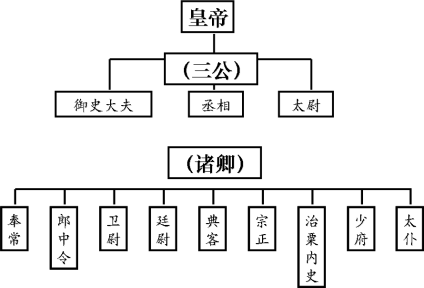 皇帝
（三公）
御史大夫
丞相
太尉
（诸卿）
奉常
郎中令
卫尉
廷尉
典客
宗正
治粟内史
少府
太仆